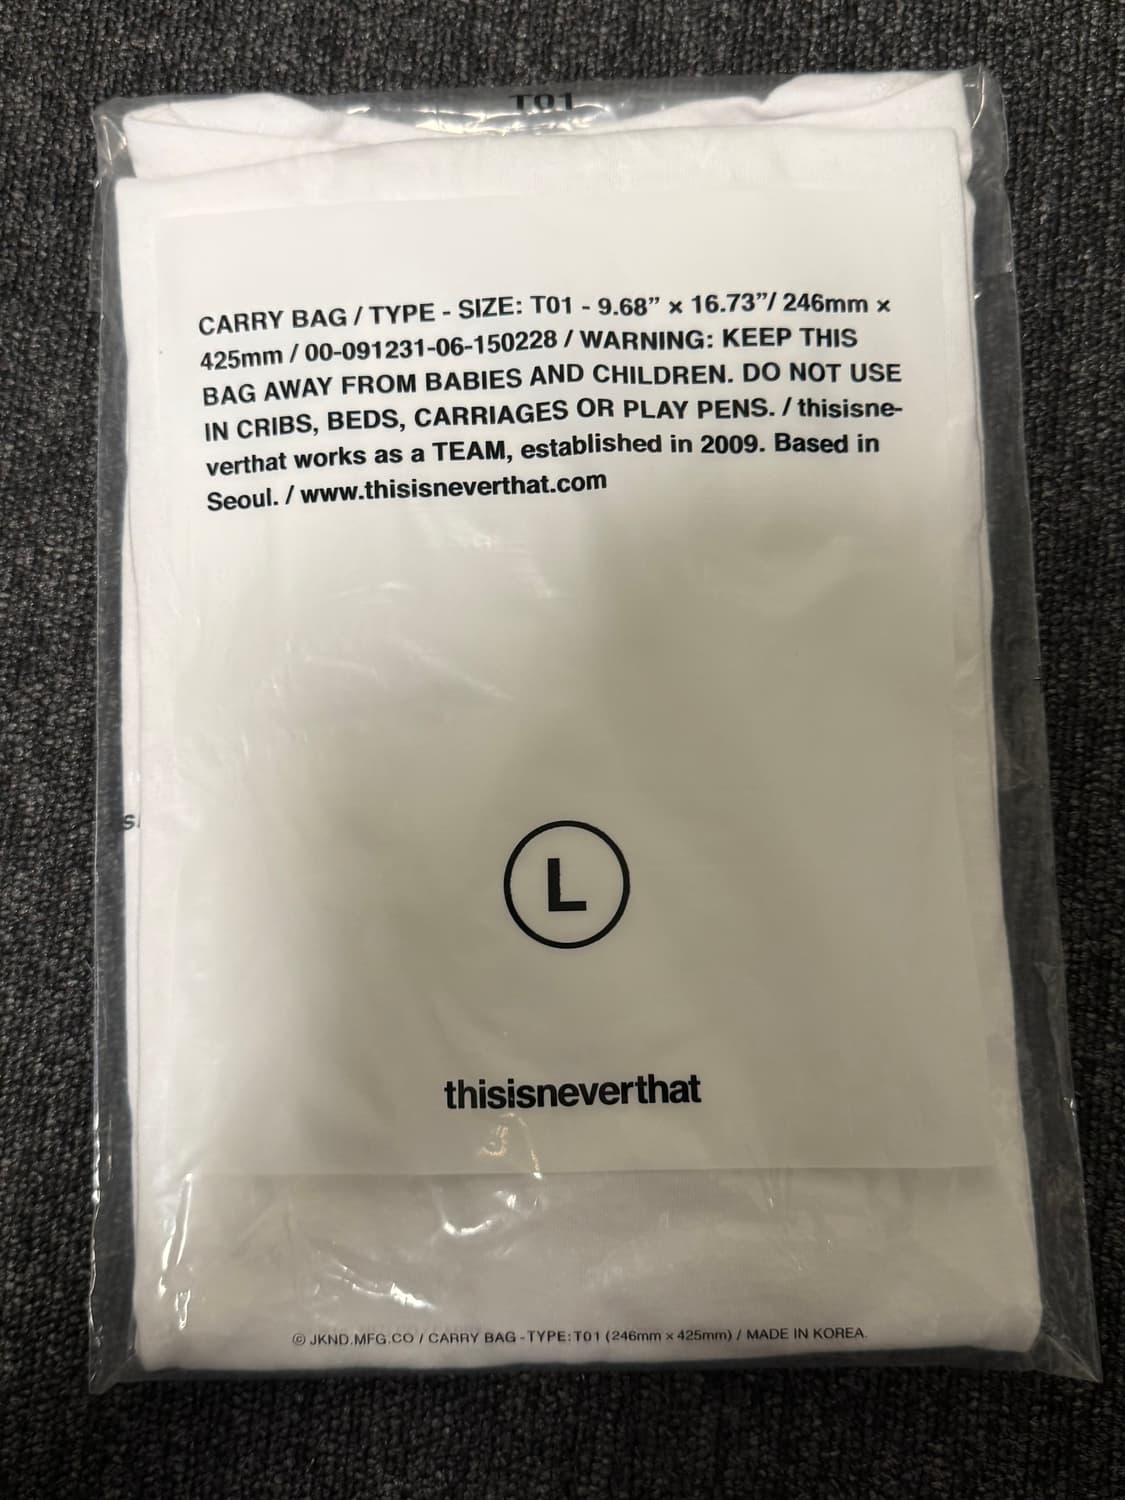 T01
CARRY BAG / TYPE - SIZE: T01 - 9.68” × 16.73”/ 246mm ×
425mm / 00-091231-06-150228 / WARNING: KEEP THIS
BAG AWAY FROM BABIES AND CHILDREN. DO NOT USE
IN CRIBS, BEDS, CARRIAGES OR PLAY PENS. / thisisne-
verthat works as a TEAM, established in 2009. Based in
Seoul. / www.thisisneverthat.com
L
thisisneverthat
© JKND.MFG.CO / CARRY BAG - TYPE: T01 (246mm × 425mm) / MADE IN KOREA.